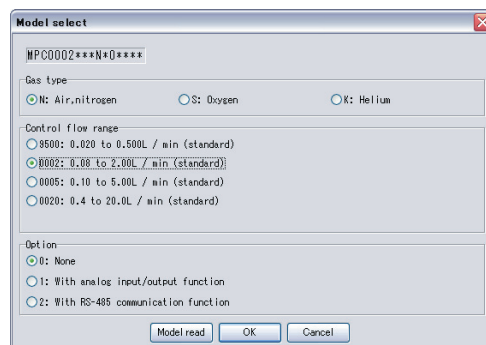 Model select
MPC0002***N*0****
Gas type
N: Air,nitrogen S: Oxygen K: Helium
Control flow range
9500: 0.020 to 0.500L / min (standard)
0002: 0.08 to 2.00L / min (standard)
0005: 0.10 to 5.00L / min (standard)
0020: 0.4 to 20.0L / min (standard)
Option
0: None
1: With analog input/output function
2: With RS-485 communication function
Model read OK Cancel